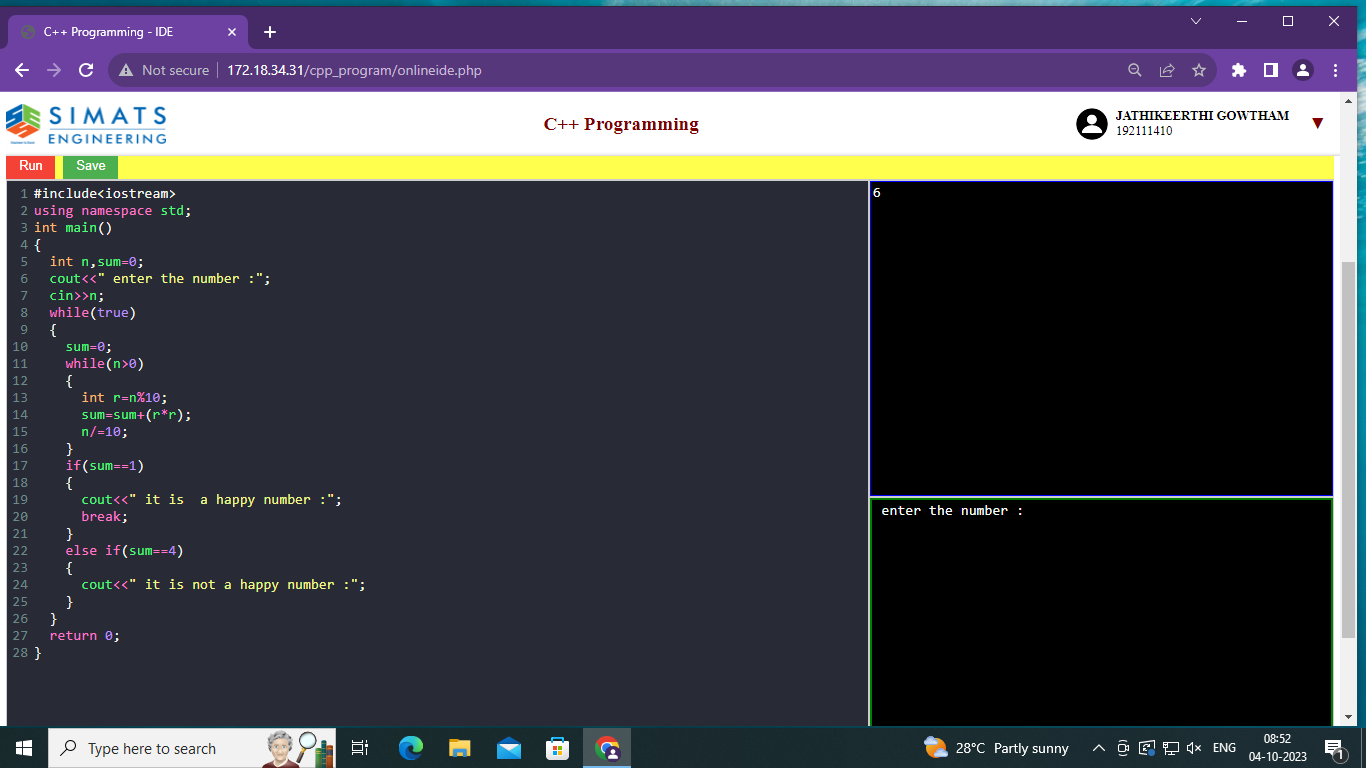 C++ Programming - IDE
Not secure 172.18.34.31/cpp_program/onlineide.php
SIMATS
ENGINEERING
C++ Programming
JATHIKEERTHI GOWTHAM
192111410
Run Save
1 #include<iostream>
2 using namespace std;
3 int main()
4 {
5 int n,sum=0;
6 cout<<" enter the number :";
7 cin>>n;
8 while(true)
9 {
10 sum=0;
11 while(n>0)
12 {
13 int r=n%10;
14 sum=sum+(r*r);
15 n/=10;
16 }
17 if(sum==1)
18 {
19 cout<<" it is  a happy number :";
20 break;
21 }
22 else if(sum==4)
23 {
24 cout<<" it is not a happy number :";
25 }
26 }
27 return 0;
28 }
6
enter the number :
Type here to search
28°C Partly sunny
ENG
08:52
04-10-2023
1